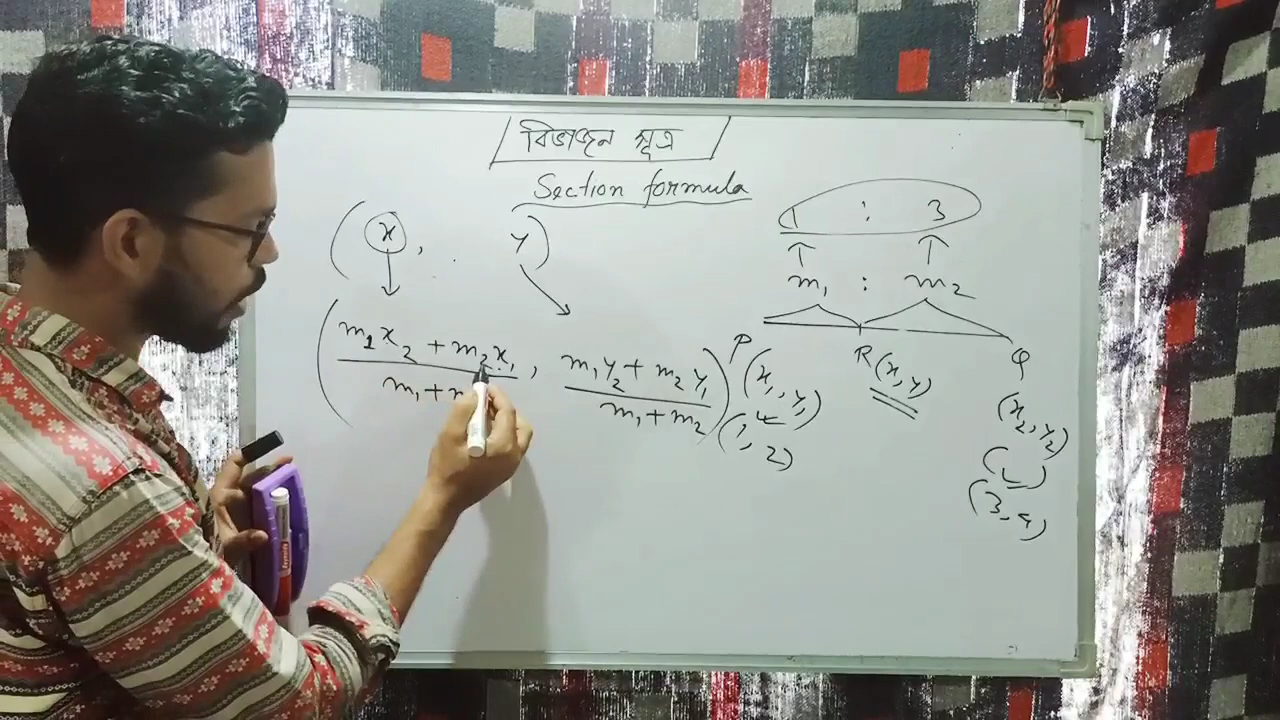 বিভাজন সূত্র
Section formula
(x, y)
(m₁x₂ + m₂x₁ / m₁ + m, m₁y₂ + m₂y₁ / m₁ + m₂)
1 : 3
m₁ : m₂
P R(x, y) Q
(x₁, y₁) (x₂, y₂)
(1, 2) (3, 4)